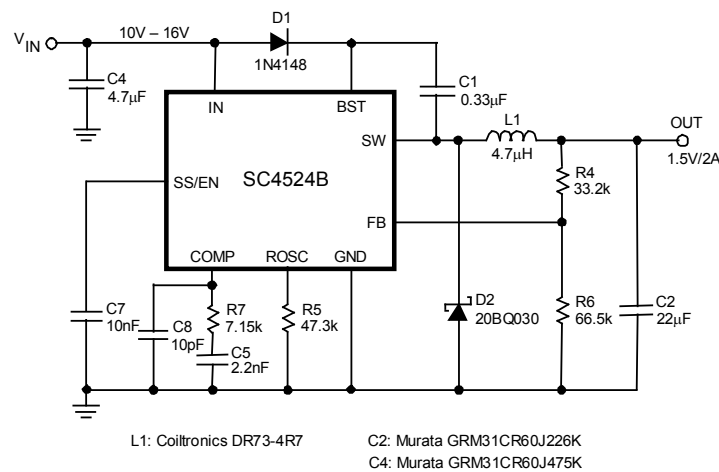 D1
V IN
10V – 16V
1N4148
C4
4.7μF
C1
0.33μF
IN
BST
L1
OUT
SW
4.7μH
1.5V/2A
SS/EN
SC4524B
R4
33.2k
FB
COMP
ROSC
GND
C7
10nF
C8
10pF
R7
7.15k
R5
47.3k
C5
2.2nF
D2
20BQ030
R6
66.5k
C2
22μF
L1: Coiltronics DR73-4R7
C2: Murata GRM31CR60J226K
C4: Murata GRM31CR60J475K